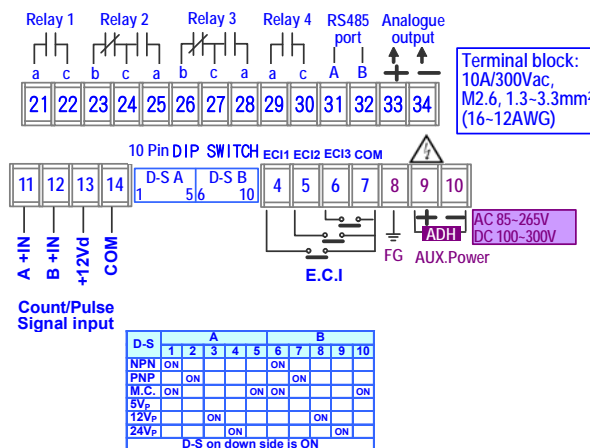 Relay 1 Relay 2 Relay 3 Relay 4 RS485 port Analogue output
a c b c a b c a a c A B + −
21 22 23 24 25 26 27 28 29 30 31 32 33 34
Terminal block:
10A/300Vac,
M2.6, 1.3~3.3mm²
(16~12AWG)
10 Pin DIP SWITCH ECI1 ECI2 ECI3 COM
11 12 13 14
D-S A D-S B
1 5 6 10
4 5 6 7 8 9 10
A +IN
B +IN
+12Vd
COM
+ −
ADH
AC 85~265V
DC 100~300V
FG AUX.Power
E.C.I
Count/Pulse
Signal input
D-S A B
1 2 3 4 5 6 7 8 9 10
NPN ON ON
PNP ON ON
M.C. ON ON ON ON
5VP
12VP ON ON
24VP ON ON
D-S on down side is ON